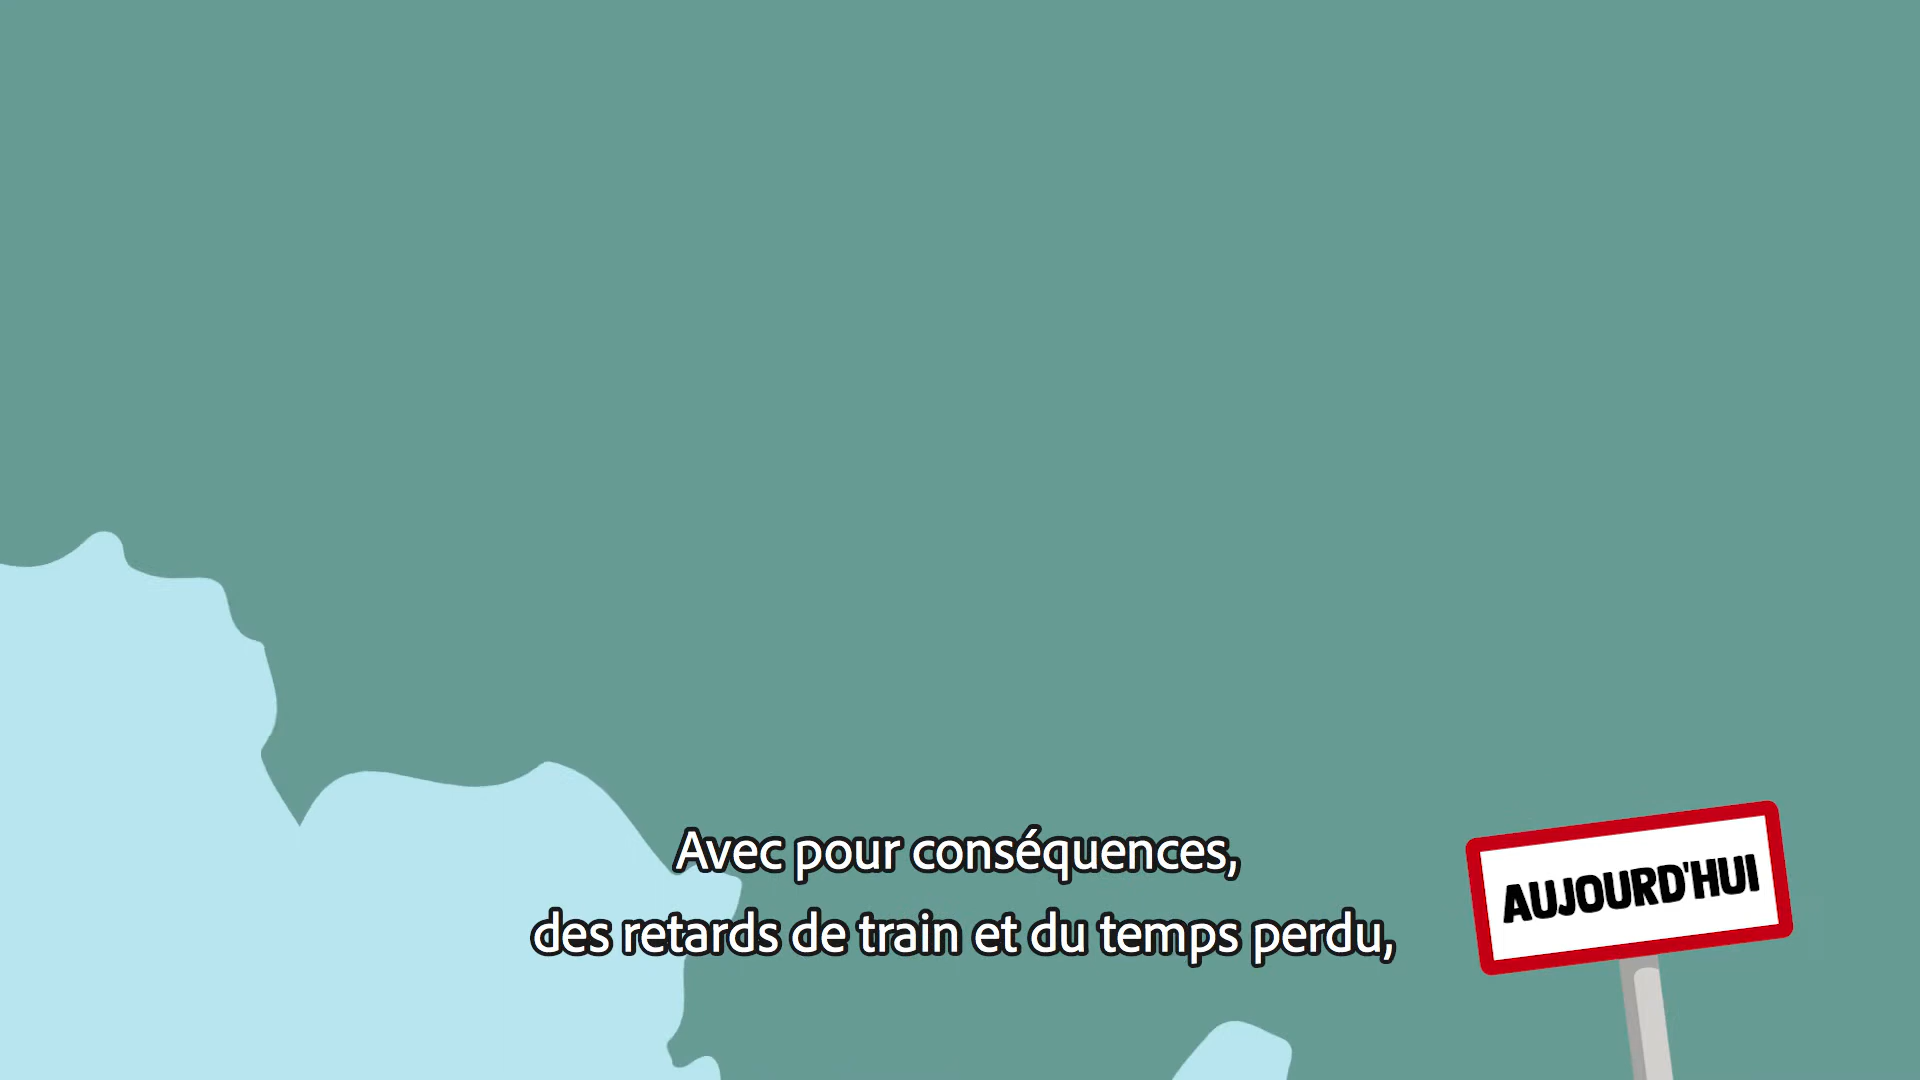 Avec pour conséquences,
des retards de train et du temps perdu,
AUJOURD'HUI